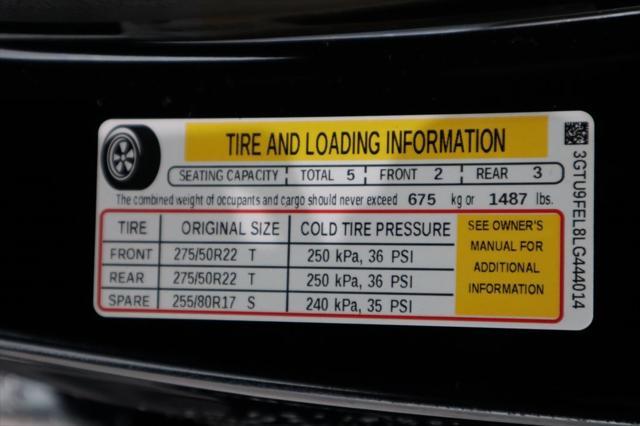 TIRE AND LOADING INFORMATION
SEATING CAPACITY TOTAL 5 FRONT 2 REAR 3
The combined weight of occupants and cargo should never exceed 675 kg or 1487 lbs.
TIRE ORIGINAL SIZE COLD TIRE PRESSURE
FRONT 275/50R22 T 250 kPa, 36 PSI
REAR 275/50R22 T 250 kPa, 36 PSI
SPARE 255/80R17 S 240 kPa, 35 PSI
SEE OWNER'S
MANUAL FOR
ADDITIONAL
INFORMATION
3GTU9FEL8LG444014